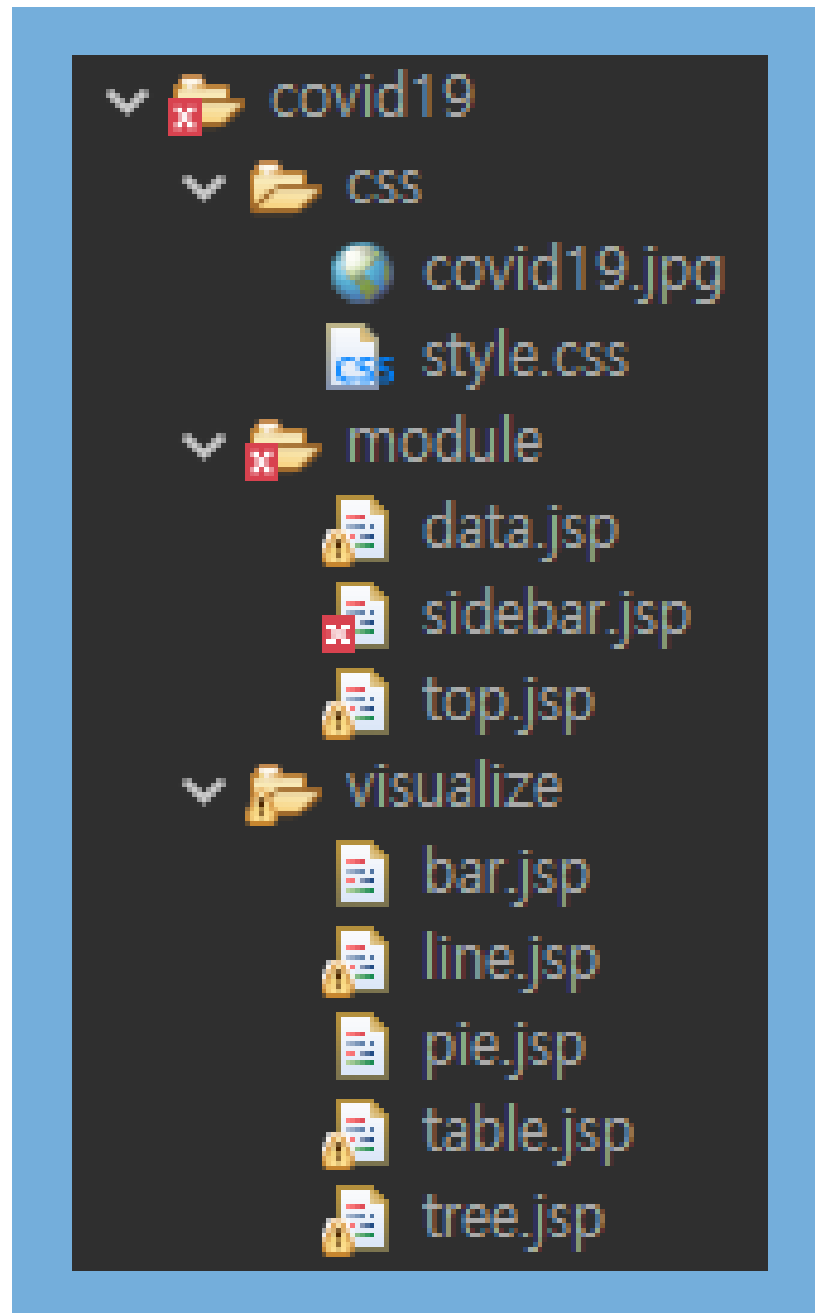 covid19
css
covid19.jpg
style.css
module
data.jsp
sidebar.jsp
top.jsp
visualize
bar.jsp
line.jsp
pie.jsp
table.jsp
tree.jsp